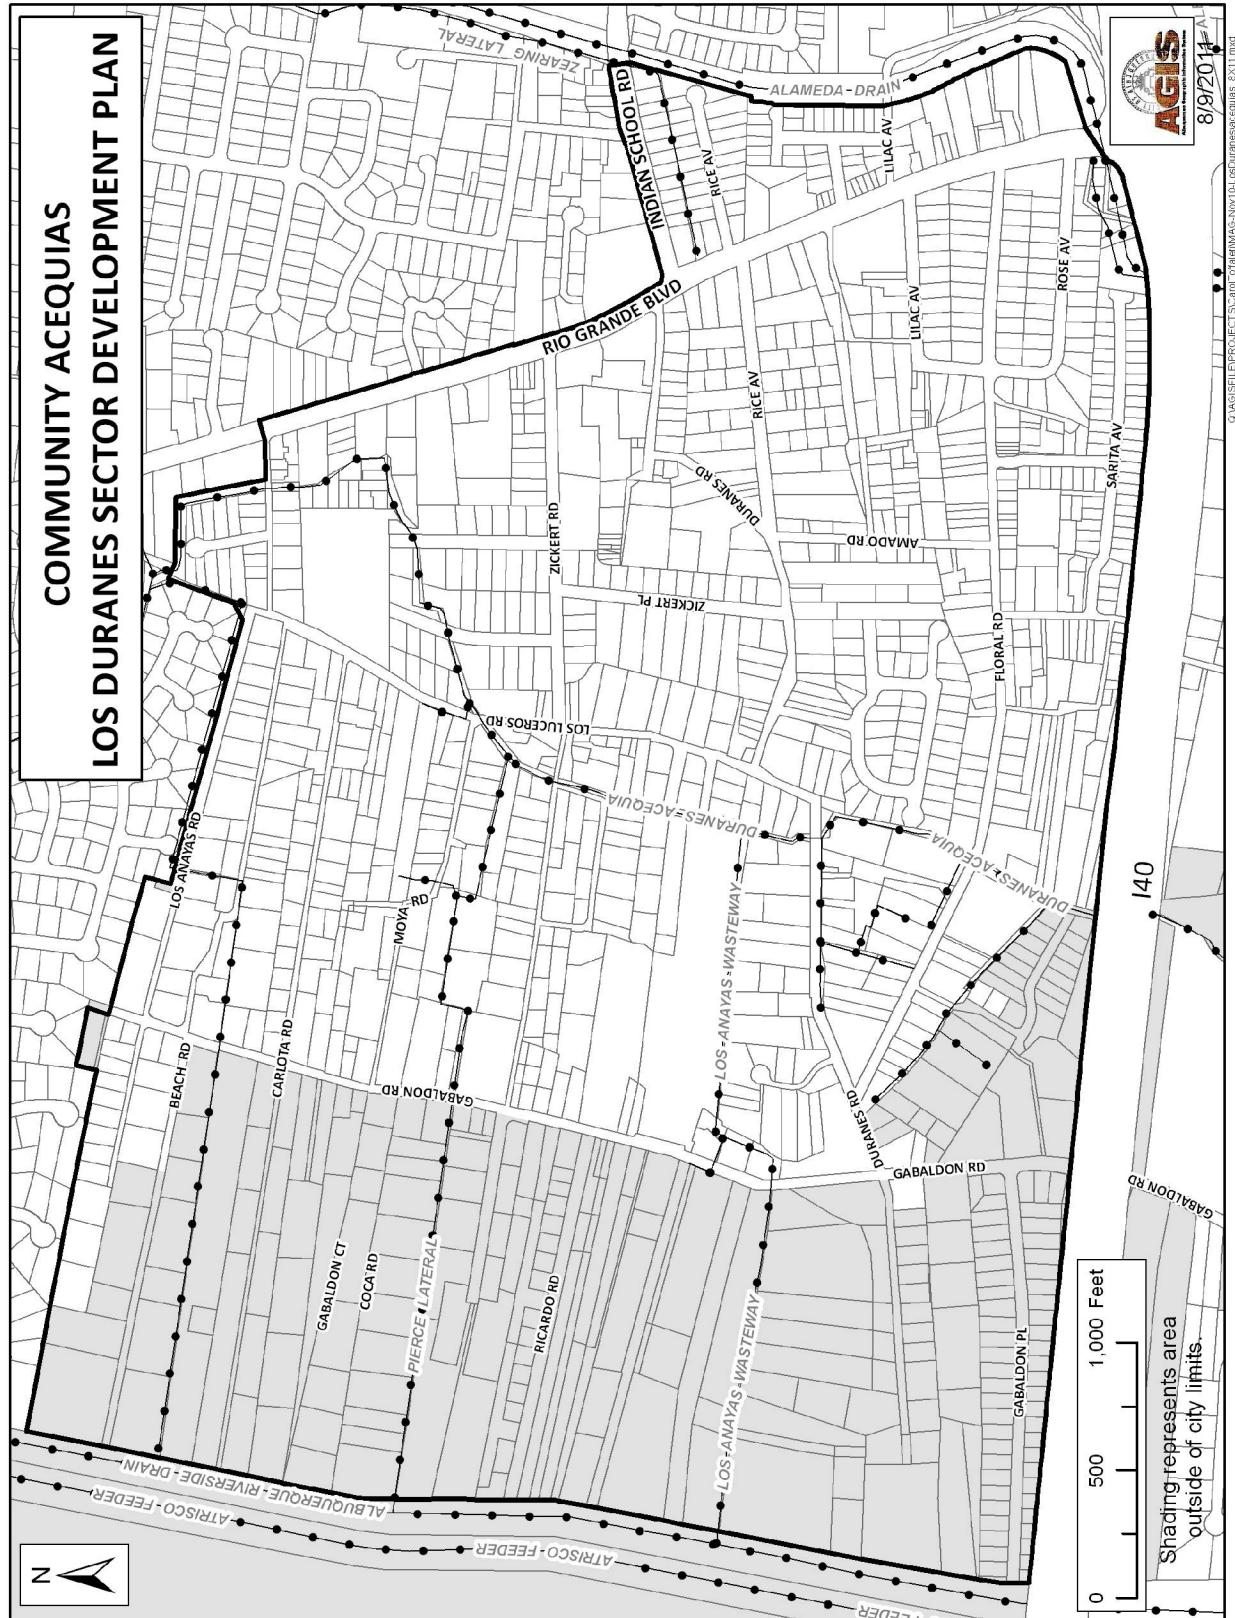 COMMUNITY ACEQUIAS
LOS DURANES SECTOR DEVELOPMENT PLAN
N
ZEARING LATERAL
ALAMEDA-DRAIN
INDIAN SCHOOL RD
RICE AV
LILAC AV
RIO GRANDE BLVD
ROSE AV
LILAC AV
RICE AV
SARITA AV
DURANES RD
AMADO RD
ZICKERT RD
ZICKERT PL
FLORAL RD
LOS LUCEROS RD
DURANES-ACEQUIA
DURANES-ACEQUIA
LOS ANAYAS RD
MOYA RD
LOS-ANAYAS-WASTEWAY
I40
BEACH RD
CARLOTA RD
GABALDON RD
DURANES RD
GABALDON RD
GABALDON RD
GABALDON CT
COCA RD
PIERCE LATERAL
RICARDO RD
LOS-ANAYAS-WASTEWAY
GABALDON PL
ALBUQUERQUE-RIVERSIDE-DRAIN
ATRISCO-FEEDER
ATRISCO-FEEDER
FEEDER
0 500 1,000 Feet
Shading represents area
outside of city limits.
AGIS
Albuquerque Geographic Information System
8/9/2011